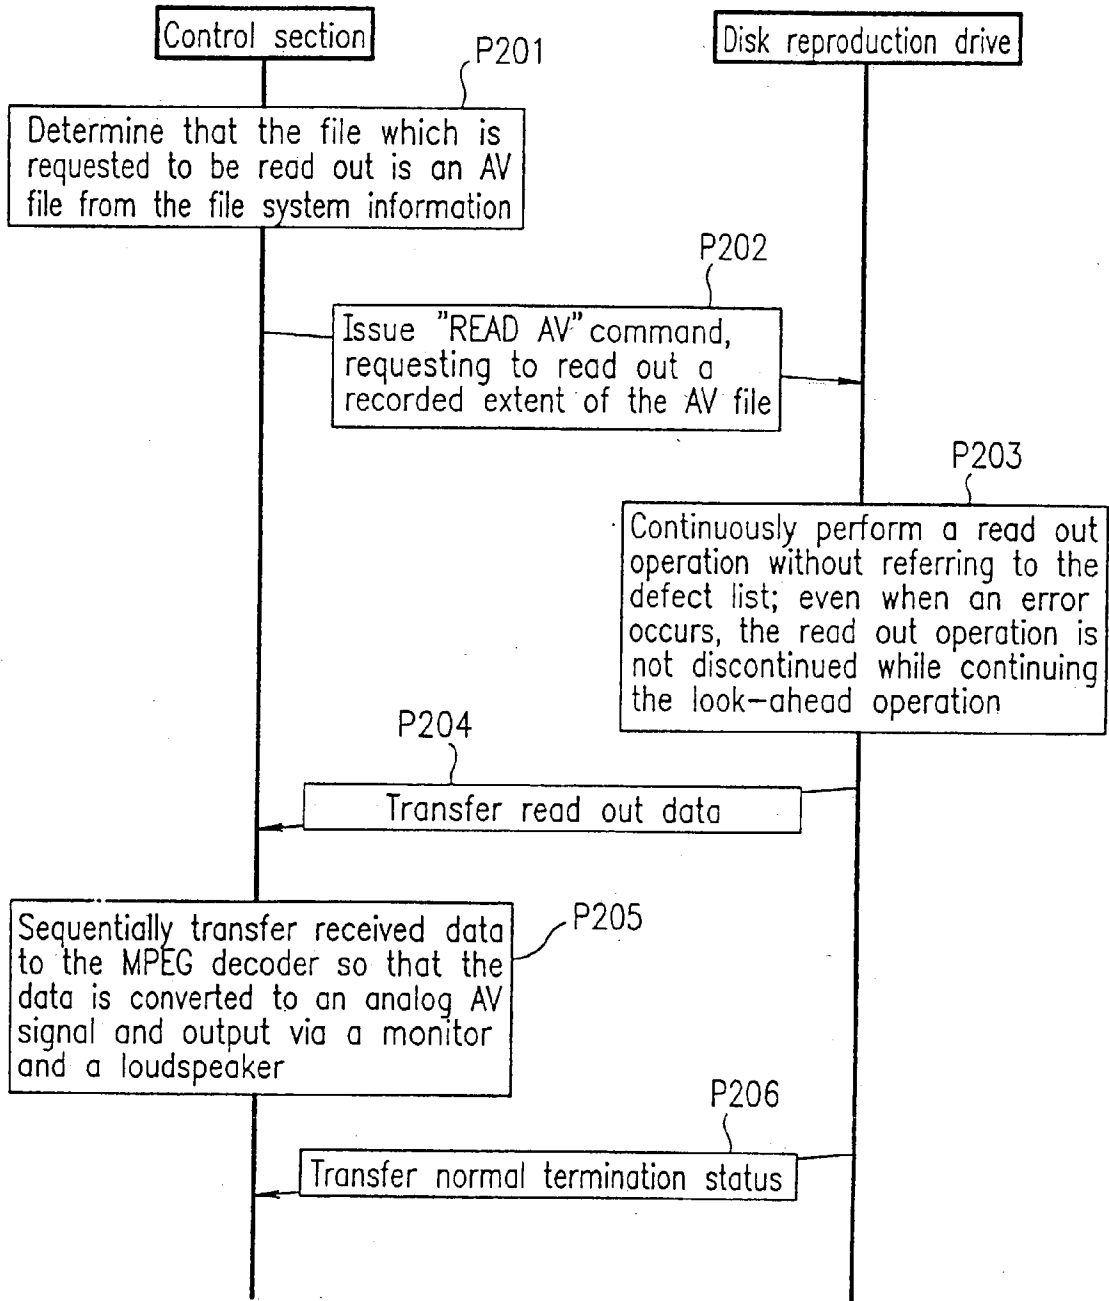 Control section
Disk reproduction drive
P201
Determine that the file which is
requested to be read out is an AV
file from the file system information
P202
Issue "READ AV" command,
requesting to read out a
recorded extent of the AV file
P203
Continuously perform a read out
operation without referring to the
defect list; even when an error
occurs, the read out operation is
not discontinued while continuing
the look-ahead operation
P204
Transfer read out data
P205
Sequentially transfer received data
to the MPEG decoder so that the
data is converted to an analog AV
signal and output via a monitor
and a loudspeaker
P206
Transfer normal termination status